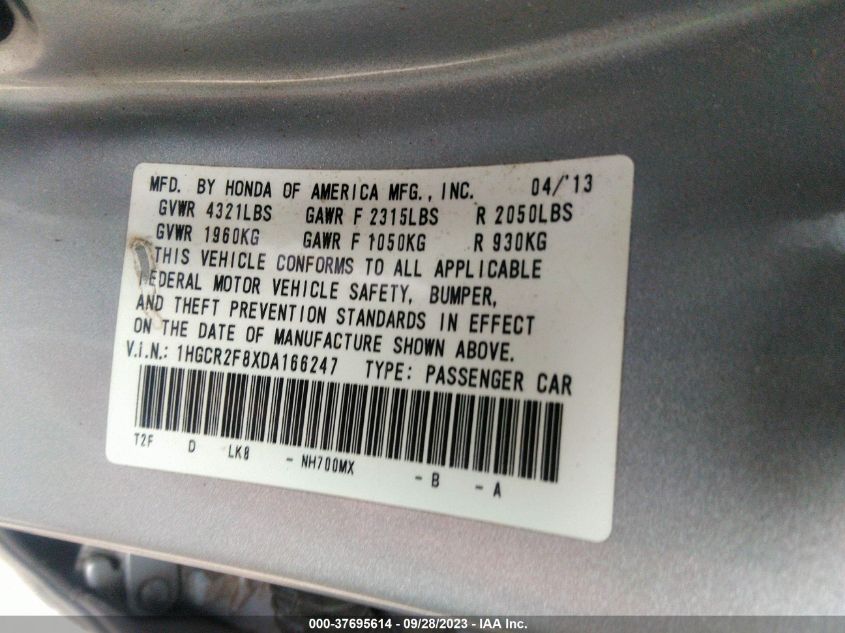 MFD. BY HONDA OF AMERICA MFG., INC. 04/'13
GVWR 4321LBS GAWR F 2315LBS R 2050LBS
GVWR 1960KG GAWR F 1050KG R 930KG
THIS VEHICLE CONFORMS TO ALL APPLICABLE
FEDERAL MOTOR VEHICLE SAFETY, BUMPER,
AND THEFT PREVENTION STANDARDS IN EFFECT
ON THE DATE OF MANUFACTURE SHOWN ABOVE.
V.I.N.: 1HGCR2F8XDA166247 TYPE: PASSENGER CAR
T2F D LK8 - NH700MX - B - A
000-37695614 - 09/28/2023 - IAA Inc.